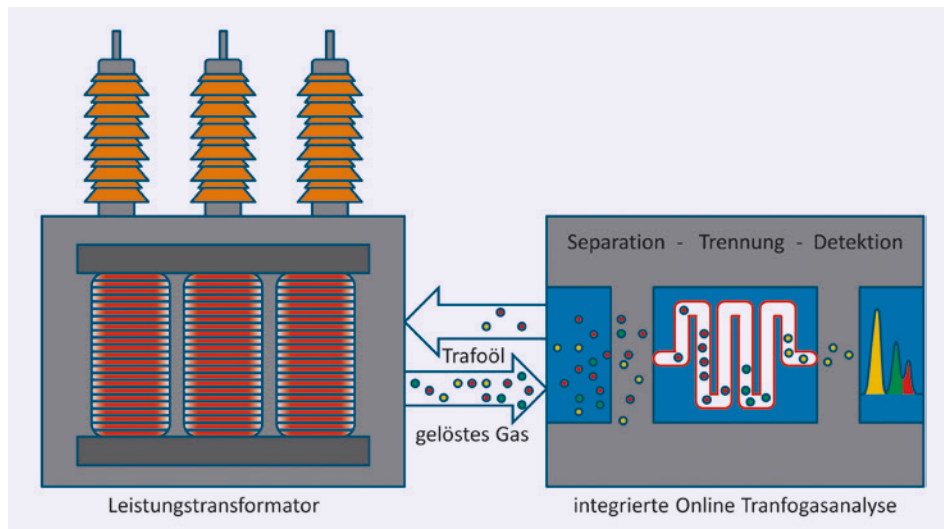 Separation - Trennung - Detektion
Trafoöl
gelöstes Gas
Leistungstransformator
integrierte Online Tranfogasanalyse